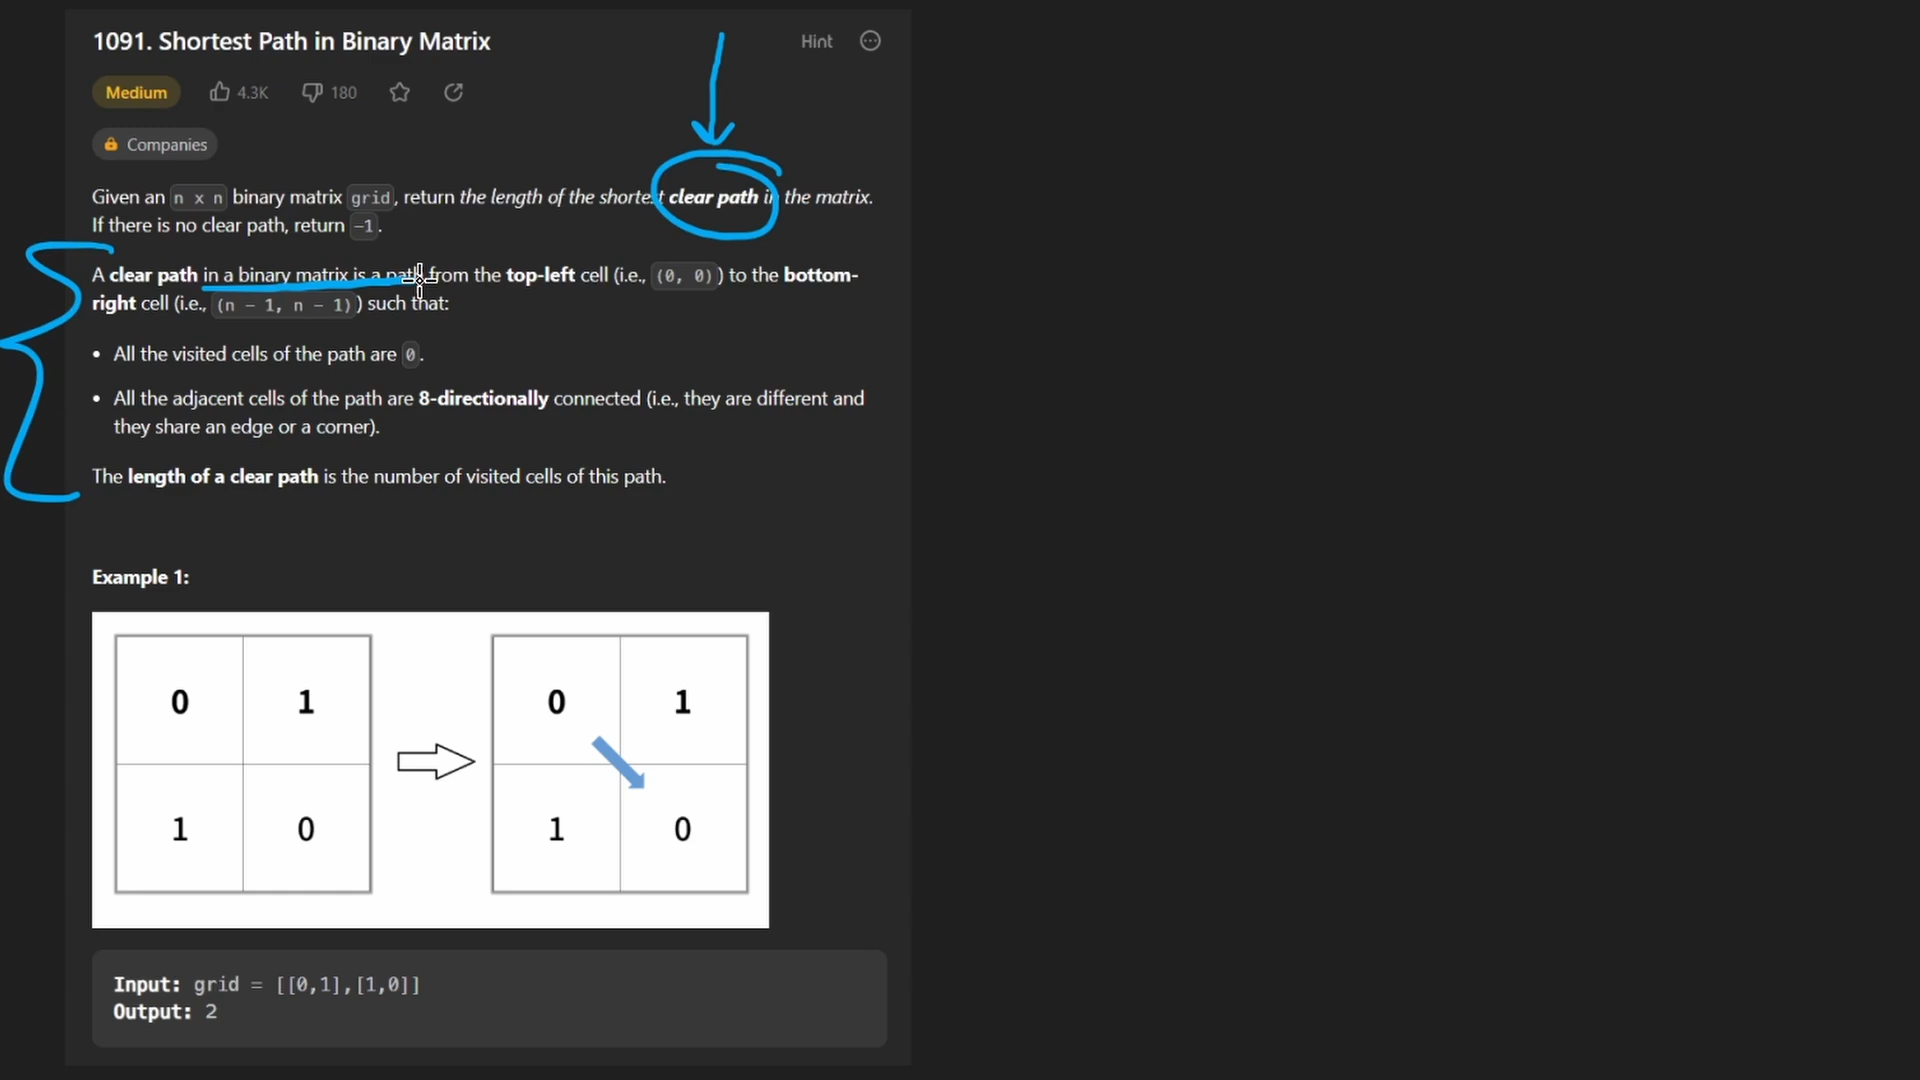 1091. Shortest Path in Binary Matrix
Hint
Medium 4.3K 180
Companies
Given an n x n binary matrix grid, return the length of the shortest clear path in the matrix.
If there is no clear path, return -1.
A clear path in a binary matrix is a path from the top-left cell (i.e., (0, 0)) to the bottom-
right cell (i.e., (n - 1, n - 1)) such that:
• All the visited cells of the path are 0.
• All the adjacent cells of the path are 8-directionally connected (i.e., they are different and
they share an edge or a corner).
The length of a clear path is the number of visited cells of this path.
Example 1:
0 1 0 1
1 0 1 0
Input: grid = [[0,1],[1,0]]
Output: 2